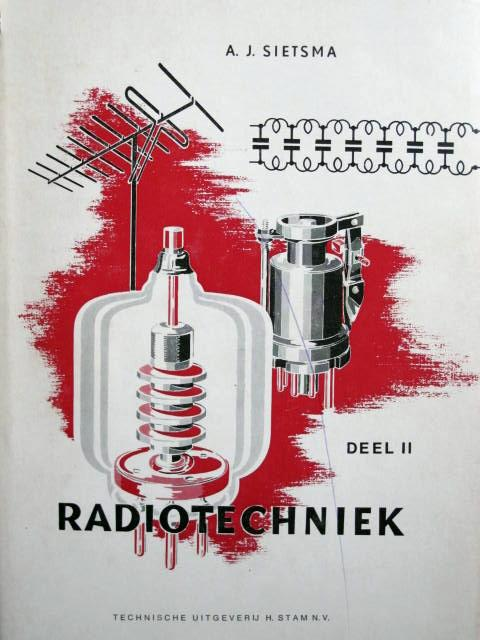 A. J. SIETSMA
DEEL II
RADIOTECHNIEK
TECHNISCHE UITGEVERIJ H. STAM N.V.